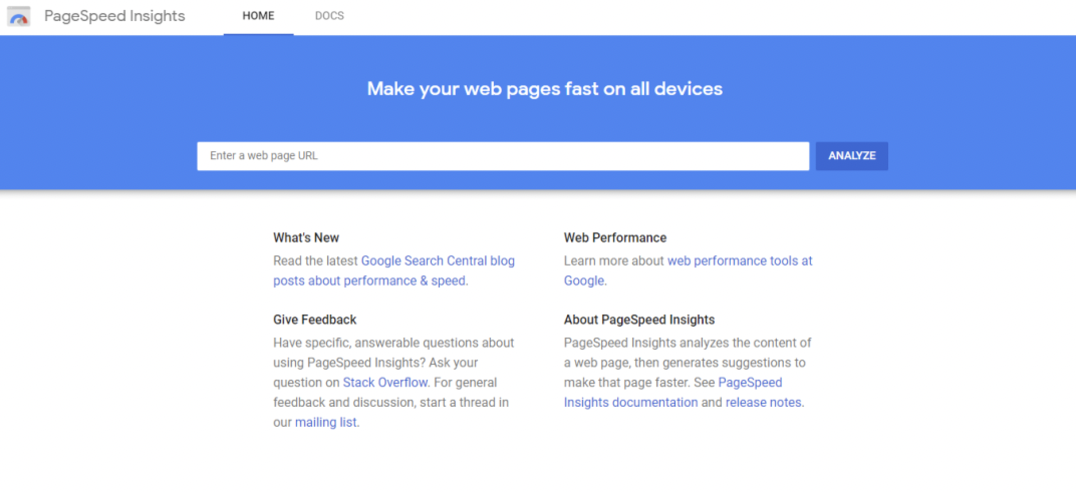 PageSpeed Insights
HOME
DOCS
Make your web pages fast on all devices
Enter a web page URL
ANALYZE
What's New
Read the latest Google Search Central blog
posts about performance & speed.
Give Feedback
Have specific, answerable questions about
using PageSpeed Insights? Ask your
question on Stack Overflow. For general
feedback and discussion, start a thread in
our mailing list.
Web Performance
Learn more about web performance tools at
Google.
About PageSpeed Insights
PageSpeed Insights analyzes the content of
a web page, then generates suggestions to
make that page faster. See PageSpeed
Insights documentation and release notes.